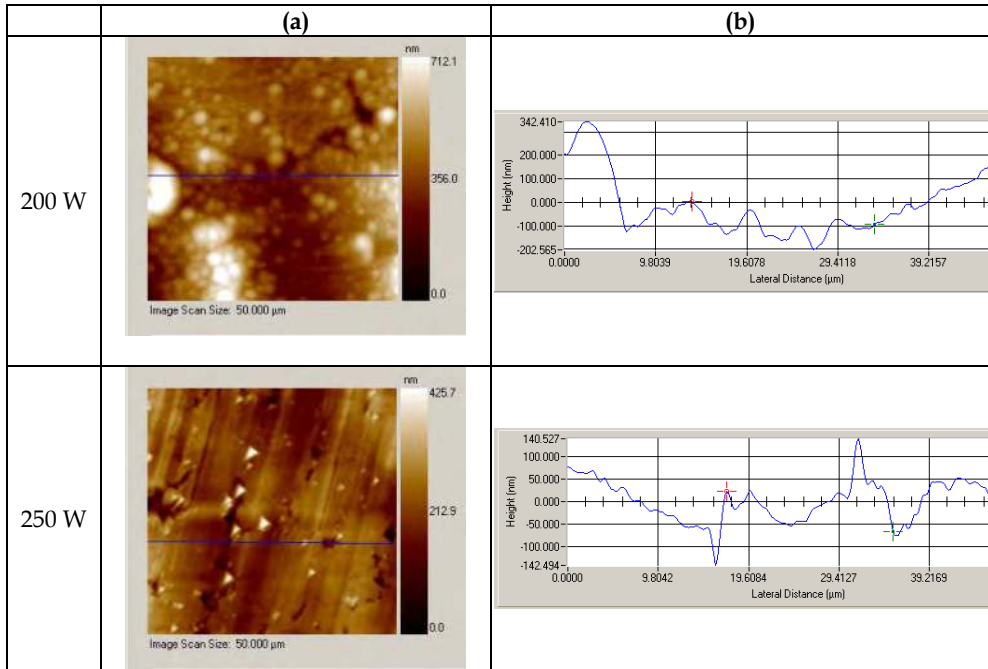 (a) (b)
200 W
nm
712.1
356.0
0.0
Image Scan Size: 50.000 µm
Height (nm)
342.410
200.000
100.000
0.000
-100.000
-202.565
0.0000 9.8039 19.6078 29.4118 39.2157
Lateral Distance (µm)
250 W
nm
425.7
212.9
0.0
Image Scan Size: 50.000 µm
Height (nm)
140.527
100.000
50.000
0.000
-50.000
-100.000
-142.494
0.0000 9.8042 19.6084 29.4127 39.2169
Lateral Distance (µm)